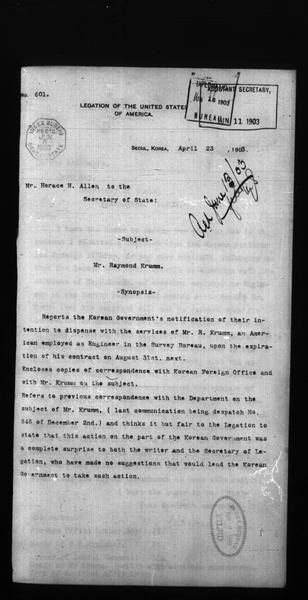 No. 601.
ASSISTANT SECRETARY,
JUN 11 1903
LEGATION OF THE UNITED STATES
OF AMERICA.
INDEX BUREAU
SEOUL, KOREA, April 23 1903.
Mr. Horace N. Allen to the
Secretary of State:
Ack June 13/03
-Subject-
Mr. Raymond Krumm.
-Synopsis-
Reports the Korean Government's notification of their in-
tention to dispense with the services of Mr. R. Krumm, an Amer-
ican employed as Engineer in the Survey Bureau, upon the expira-
tion of his contract on August 31st. next.
Encloses copies of correspondence with Korean Foreign Office and
with Mr. Krumm on the subject.
Refers to previous correspondence with the Department on the
subject of Mr. Krumm, ( last communication being despatch No.
545 of December 2nd.) and thinks it but fair to the Legation to
state that this action on the part of the Korean Government was
a complete surprise to both the writer and the Secretary of Le-
gation, who have made no suggestions that would lead the Korean
Government to take such action.